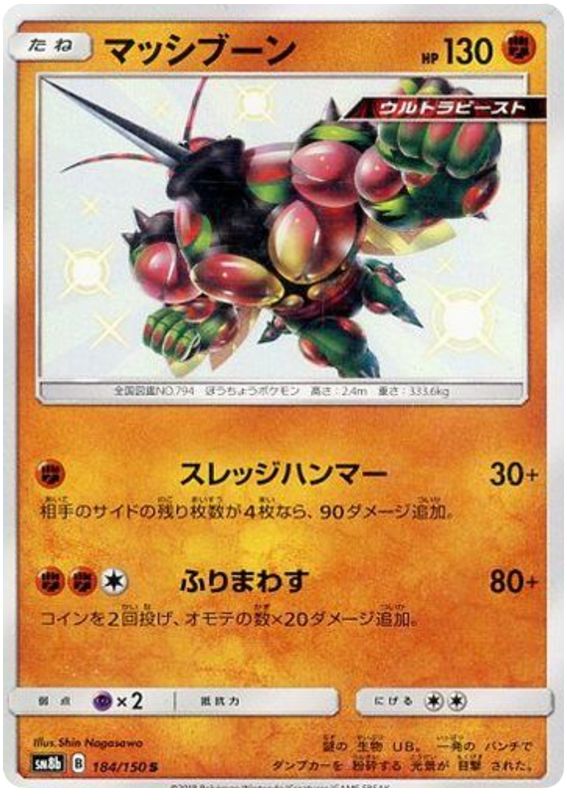 たね マッシブーン HP 130
ウルトラビースト
全国図鑑NO.794 ぼうちょうポケモン 高さ：2.4m 重さ：333.6kg
スレッジハンマー 30+
相手のサイドの残り枚数が4枚なら、90ダメージ追加。
ふりまわす 80+
コインを2回投げ、オモテの数×20ダメージ追加。
弱点 ×2 抵抗力 にげる
Illus. Shin Nagasawa
SM8b B 184/150 S
謎の生物 UB。一発の パンチで
ダンプカーを 粉砕する 光景が 目撃 された。